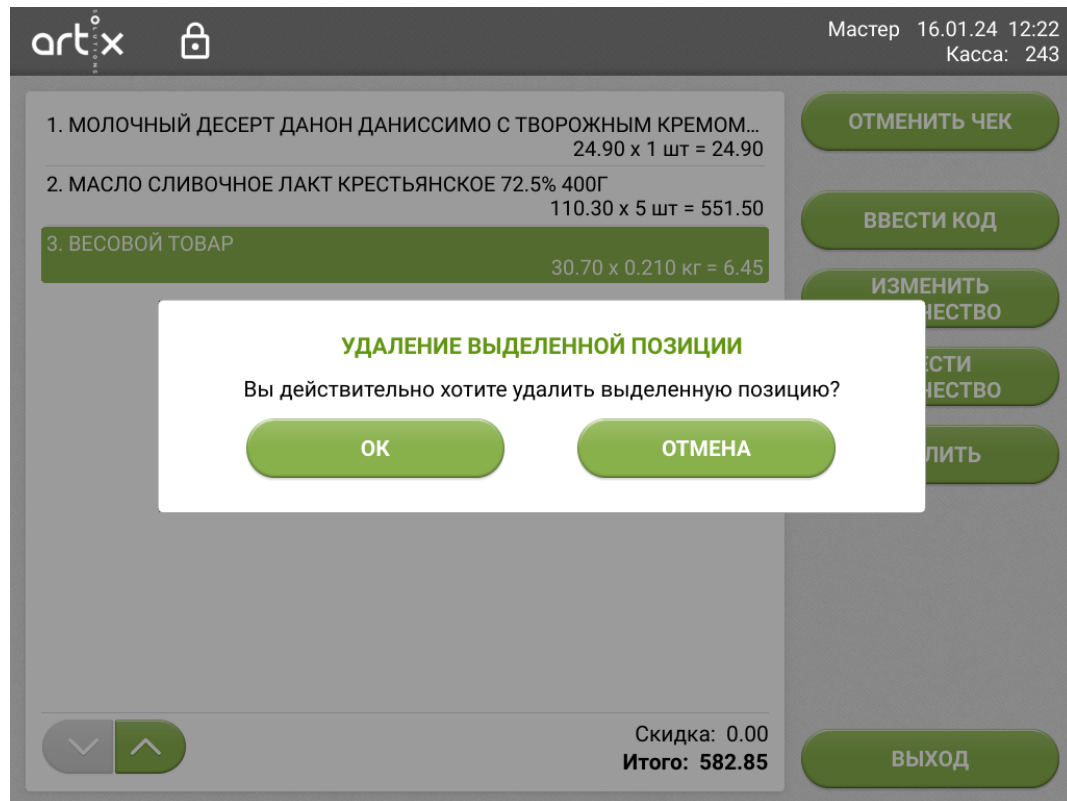 artix
SOLUTIONS
Мастер 16.01.24 12:22
Касса: 243
1. МОЛОЧНЫЙ ДЕСЕРТ ДАНОН ДАНИССИМО С ТВОРОЖНЫМ КРЕМОМ...
24.90 x 1 шт = 24.90
2. МАСЛО СЛИВОЧНОЕ ЛАКТ КРЕСТЬЯНСКОЕ 72.5% 400Г
110.30 x 5 шт = 551.50
3. ВЕСОВОЙ ТОВАР
30.70 x 0.210 кг = 6.45
ОТМЕНИТЬ ЧЕК
ВВЕСТИ КОД
ИЗМЕНИТЬ
ЧЕСТВО
ЕСТИ
ЧЕСТВО
ЛИТЬ
УДАЛЕНИЕ ВЫДЕЛЕННОЙ ПОЗИЦИИ
Вы действительно хотите удалить выделенную позицию?
ОК
ОТМЕНА
Скидка: 0.00
Итого: 582.85
ВЫХОД